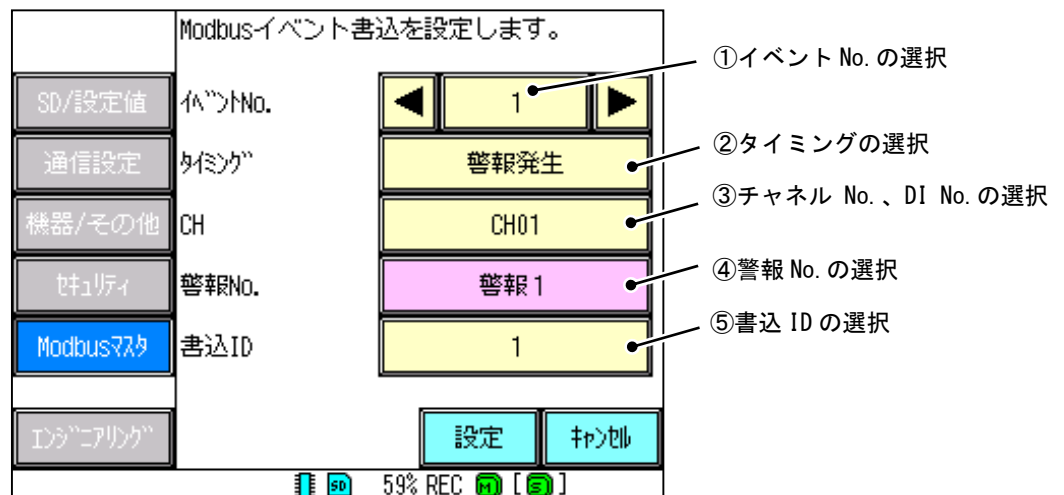 Modbusイベント書込を設定します。
①イベント No. の選択
SD/設定値
ｲﾍﾞﾝﾄNo.
◀ 1 ▶
②タイミングの選択
通信設定
ﾀｲﾐﾝｸﾞ
警報発生
③チャネル No.、DI No. の選択
機器/その他
CH
CH01
④警報 No. の選択
ｾｷｭﾘﾃｨ
警報No.
警報1
⑤書込 ID の選択
Modbusﾏｽﾀ
書込ID
1
ｴﾝｼﾞﾆｱﾘﾝｸﾞ
設定
ｷｬﾝｾﾙ
SD 59% REC M [S]